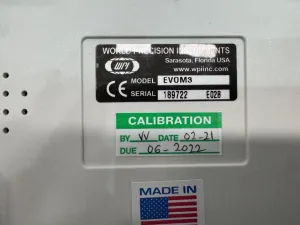 WORLD PRECISION INSTRUMENTS
Sarasota, Florida USA
www.wpiinc.com
WPI
MODEL EVOM3
SERIAL 189722 E028
CE
CALIBRATION
BY VV DATE 02-21
DUE 06-2022
MADE IN